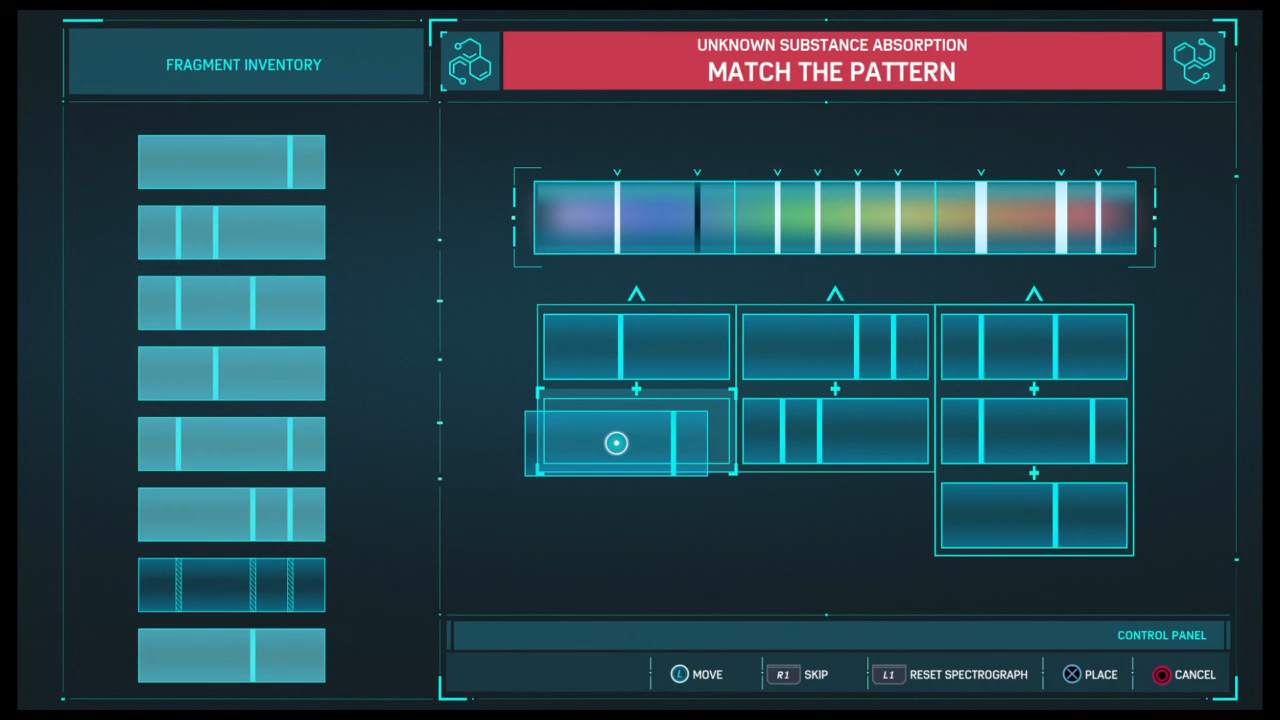 FRAGMENT INVENTORY
UNKNOWN SUBSTANCE ABSORPTION
MATCH THE PATTERN
CONTROL PANEL
L MOVE
R1 SKIP
L1 RESET SPECTROGRAPH
PLACE
CANCEL